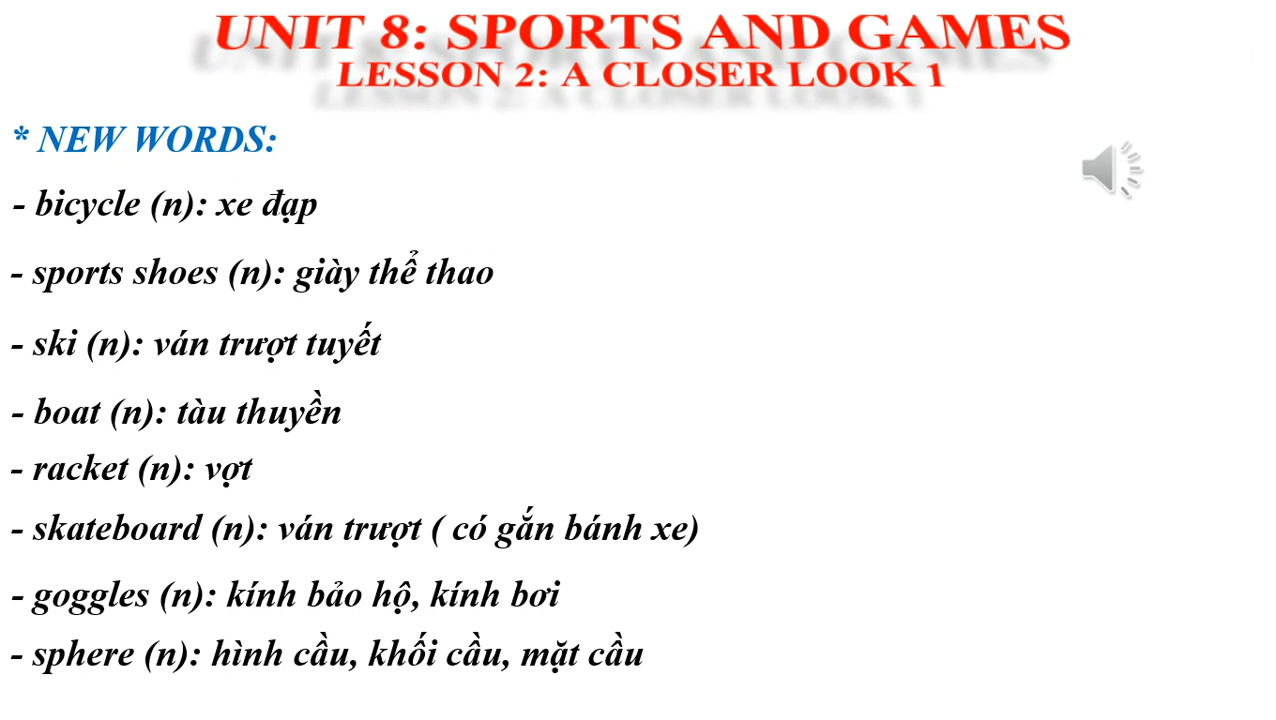 UNIT 8: SPORTS AND GAMES
LESSON 2: A CLOSER LOOK 1
* NEW WORDS:
- bicycle (n): xe đạp
- sports shoes (n): giày thể thao
- ski (n): ván trượt tuyết
- boat (n): tàu thuyền
- racket (n): vợt
- skateboard (n): ván trượt ( có gắn bánh xe)
- goggles (n): kính bảo hộ, kính bơi
- sphere (n): hình cầu, khối cầu, mặt cầu